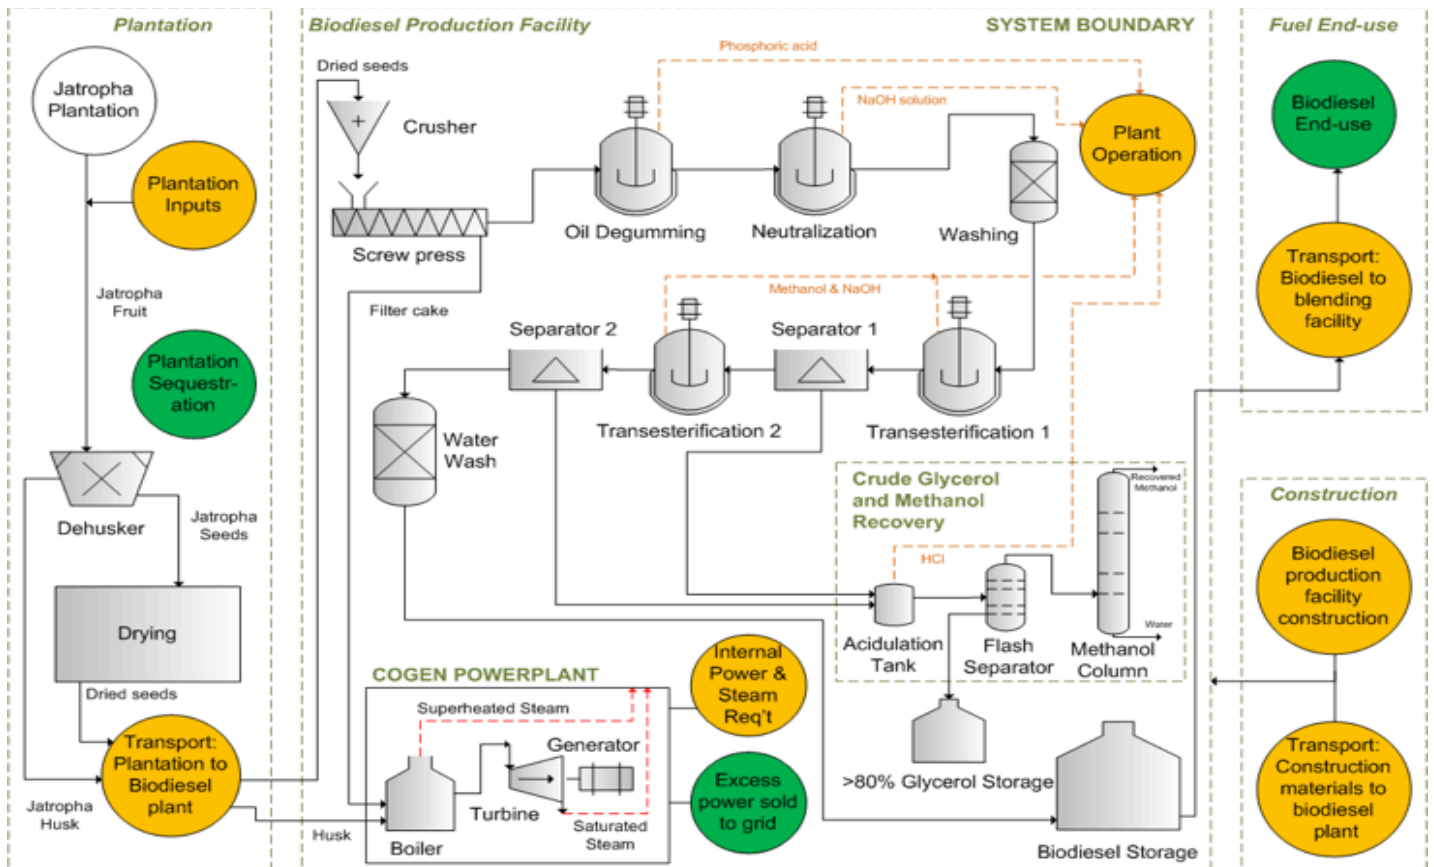 Plantation
Biodiesel Production Facility
SYSTEM BOUNDARY
Fuel End-use
Jatropha
Plantation
Plantation
Inputs
Jatropha
Fruit
Plantation
Sequestr-
ation
Dehusker
Jatropha
Seeds
Drying
Dried seeds
Transport:
Plantation to
Biodiesel
plant
Jatropha
Husk
Husk
Dried seeds
Crusher
Screw press
Filter cake
Phosphoric acid
Oil Degumming
NaOH solution
Neutralization
Washing
Plant
Operation
Methanol & NaOH
Separator 2
Separator 1
Transesterification 2
Transesterification 1
Water
Wash
Crude Glycerol
and Methanol
Recovery
HCl
Recovered
Methanol
Water
Acidulation
Tank
Flash
Separator
Methanol
Column
>80% Glycerol Storage
Biodiesel Storage
COGEN POWERPLANT
Superheated Steam
Generator
Turbine
Saturated
Steam
Boiler
Internal
Power &
Steam
Req't
Excess
power sold
to grid
Biodiesel
End-use
Transport:
Biodiesel to
blending
facility
Construction
Biodiesel
production
facility
construction
Transport:
Construction
materials to
biodiesel
plant